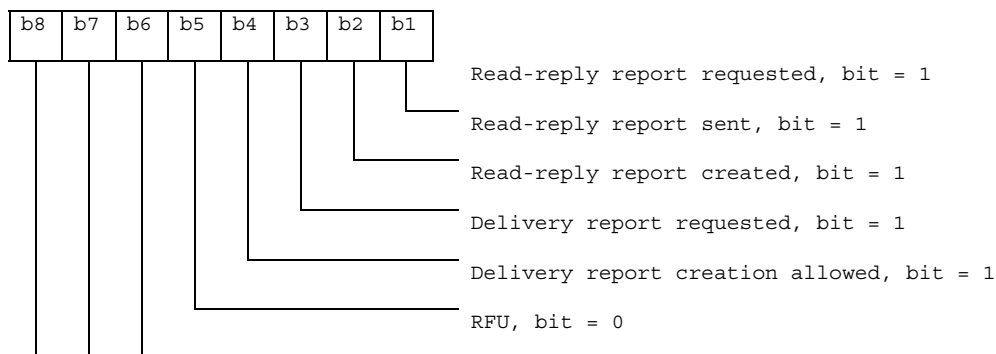 b8 b7 b6 b5 b4 b3 b2 b1
Read-reply report requested, bit = 1
Read-reply report sent, bit = 1
Read-reply report created, bit = 1
Delivery report requested, bit = 1
Delivery report creation allowed, bit = 1
RFU, bit = 0